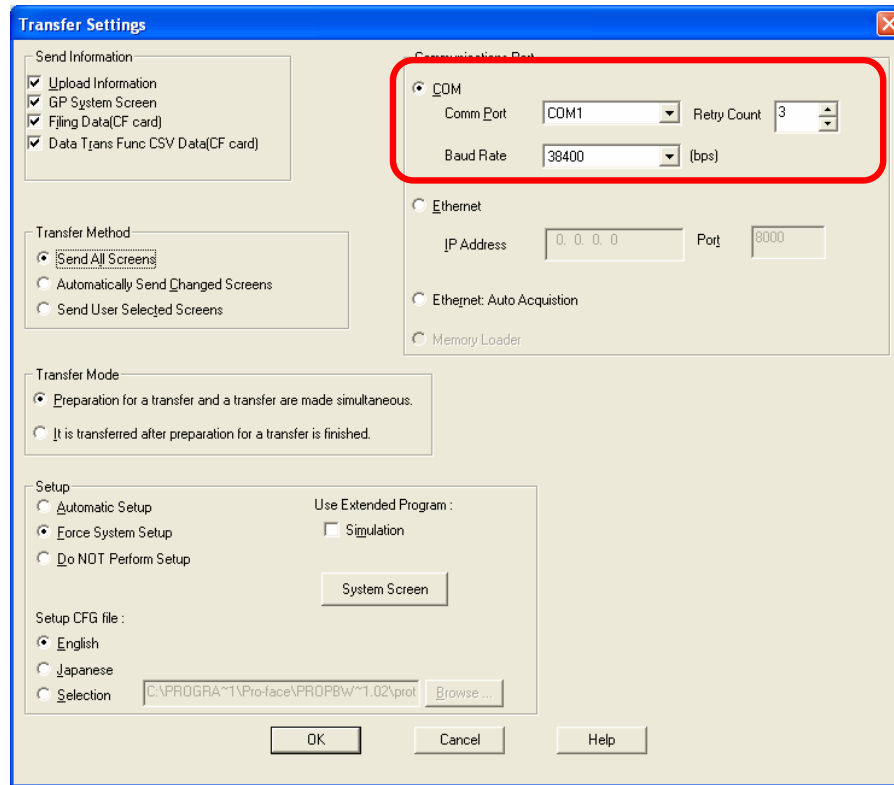 Transfer Settings
Send Information
Upload Information
GP System Screen
Filing Data(CF card)
Data Trans Func CSV Data(CF card)
Communications Port
COM
Comm Port COM1 Retry Count 3
Baud Rate 38400 (bps)
Ethernet
IP Address 0. 0. 0. 0 Port 8000
Ethernet: Auto Acquistion
Memory Loader
Transfer Method
Send All Screens
Automatically Send Changed Screens
Send User Selected Screens
Transfer Mode
Preparation for a transfer and a transfer are made simultaneous.
It is transferred after preparation for a transfer is finished.
Setup
Automatic Setup
Force System Setup
Do NOT Perform Setup
Use Extended Program :
Simulation
System Screen
Setup CFG file :
English
Japanese
Selection C:\PROGRA~1\Pro-face\PROPBW~1.02\prot Browse ...
OK Cancel Help